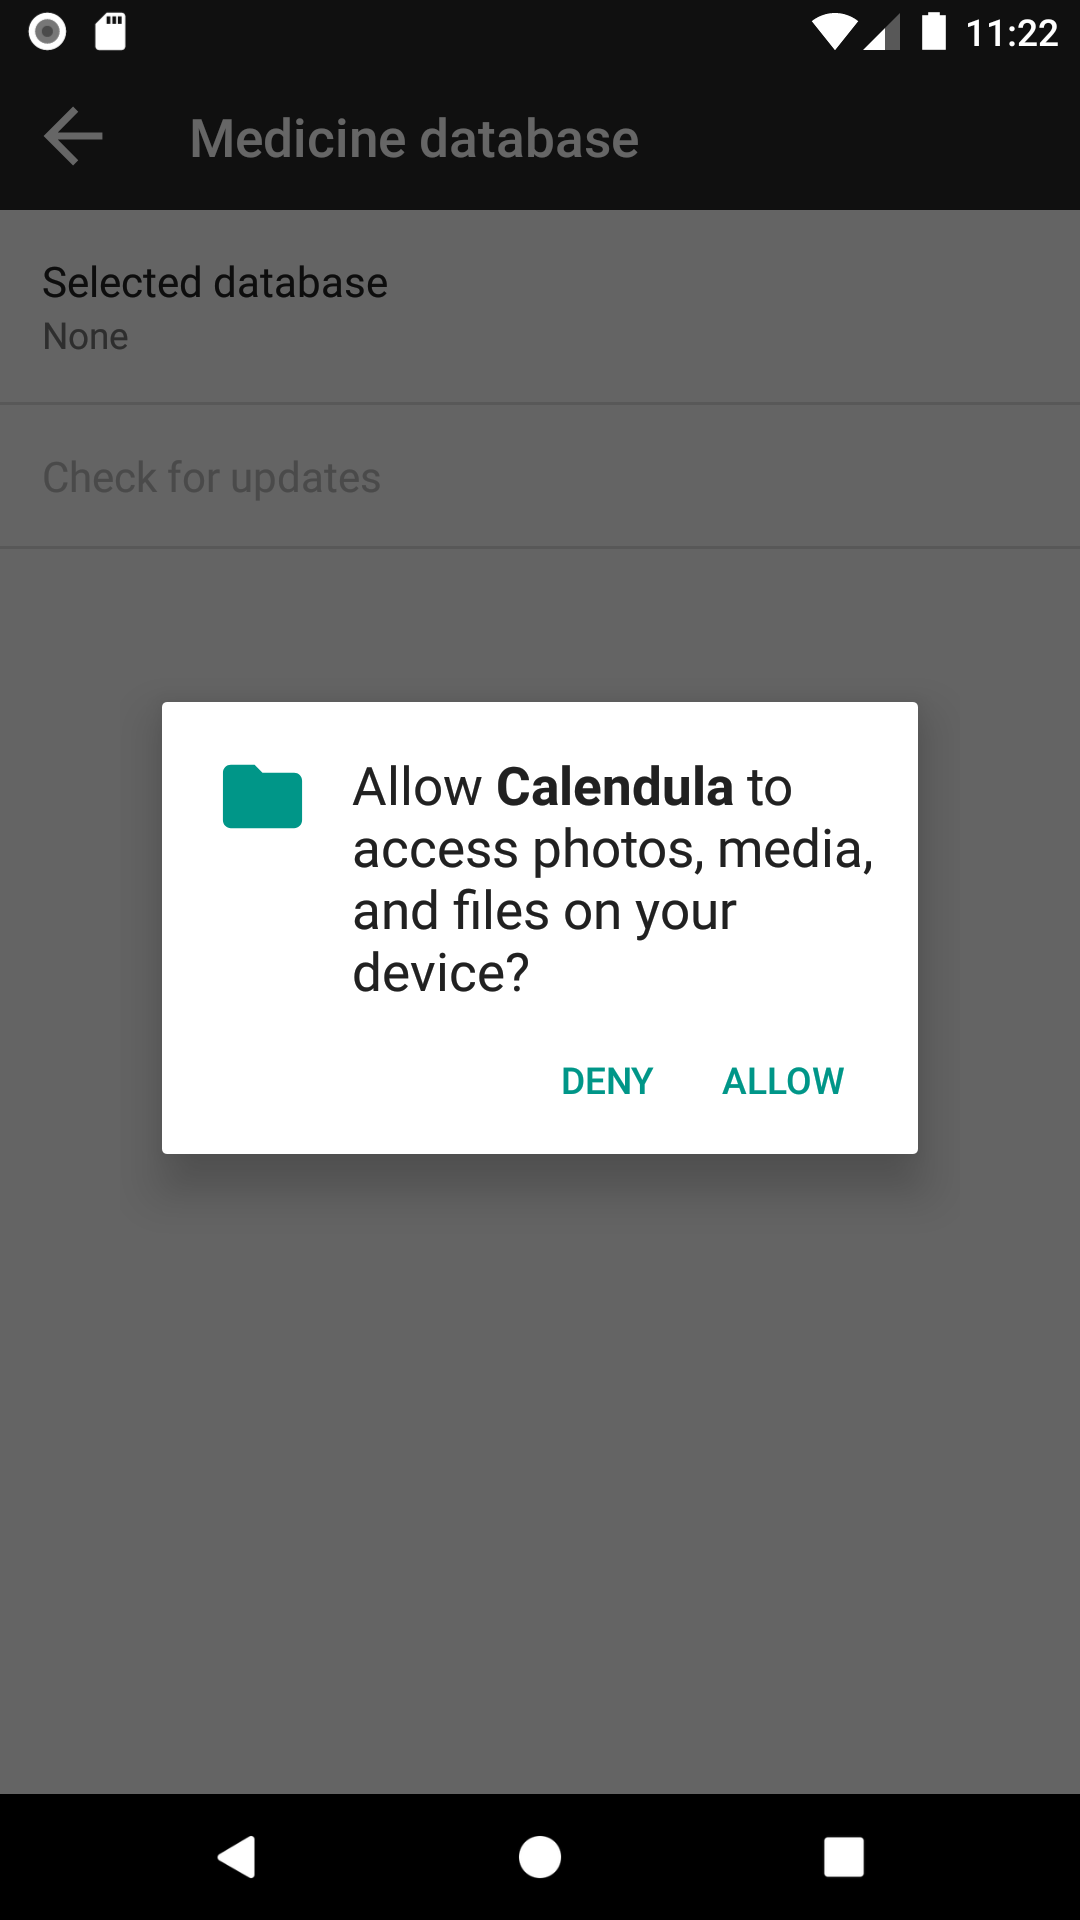 11:22
Medicine database
Selected database
None
Check for updates
Allow Calendula to
access photos, media,
and files on your
device?
DENY ALLOW